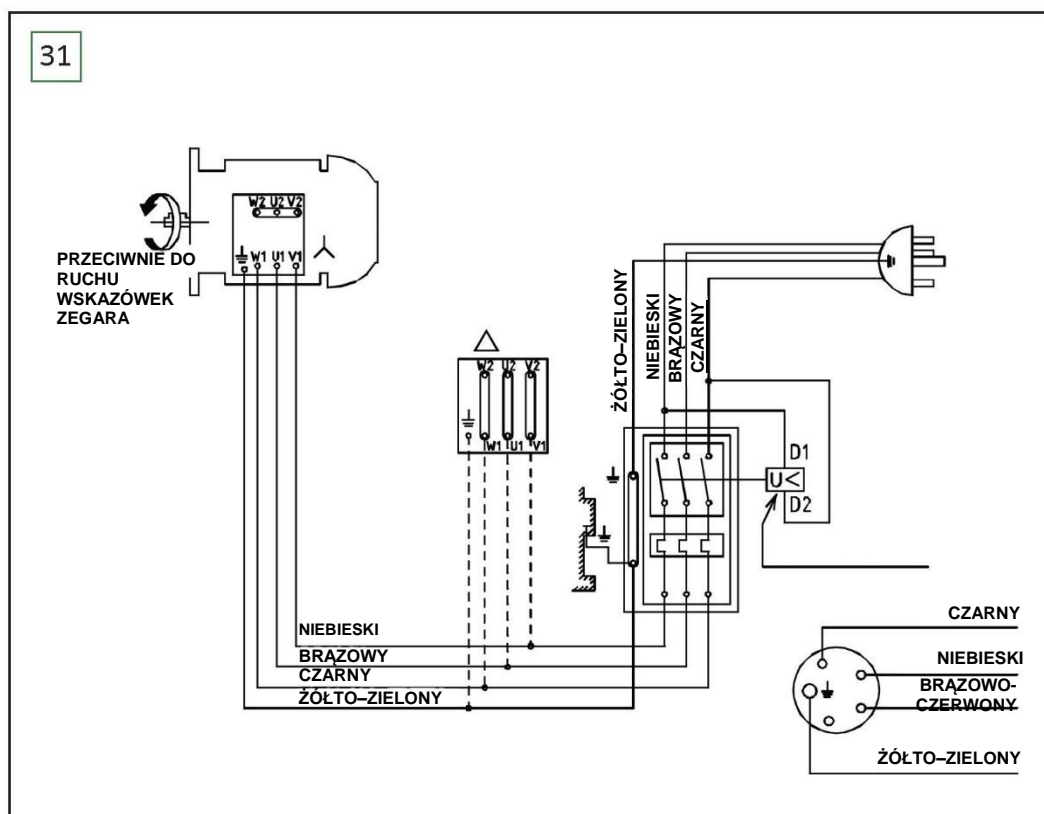 31
W2 U2 V2
W1 U1 V1
PRZECIWNIE DO
RUCHU
WSKAZÓWEK
ZEGARA
W2 U2 V2
W1 U1 V1
ŻÓŁTO–ZIELONY
NIEBIESKI
BRĄZOWY
CZARNY
D1
U<
D2
NIEBIESKI
BRĄZOWY
CZARNY
ŻÓŁTO–ZIELONY
CZARNY
NIEBIESKI
BRĄZOWO-
CZERWONY
ŻÓŁTO–ZIELONY